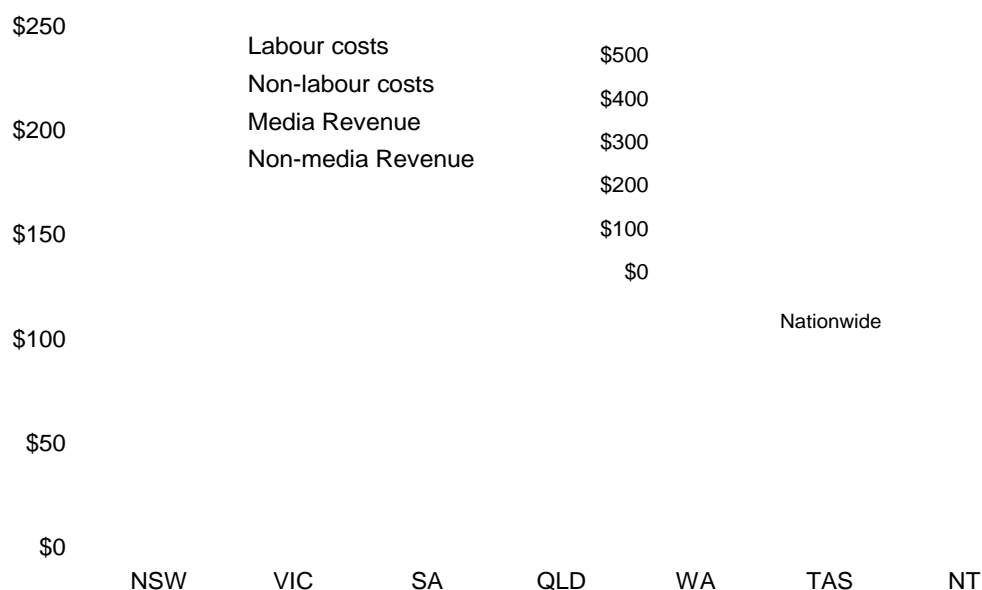 $250
$200
$150
$100
$50
$0
Labour costs
Non-labour costs
Media Revenue
Non-media Revenue
$500
$400
$300
$200
$100
$0
Nationwide
NSW VIC SA QLD WA TAS NT